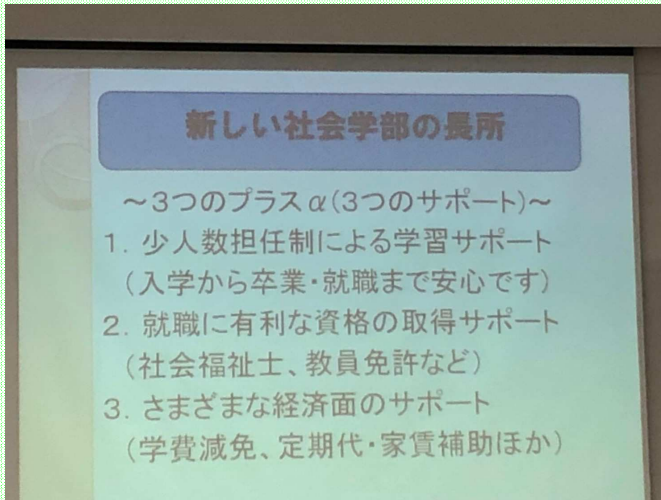 新しい社会学部の長所
～3つのプラスα(3つのサポート)～
1. 少人数担任制による学習サポート
(入学から卒業・就職まで安心です)
2. 就職に有利な資格の取得サポート
(社会福祉士、教員免許など)
3. さまざまな経済面のサポート
(学費減免、定期代・家賃補助ほか)